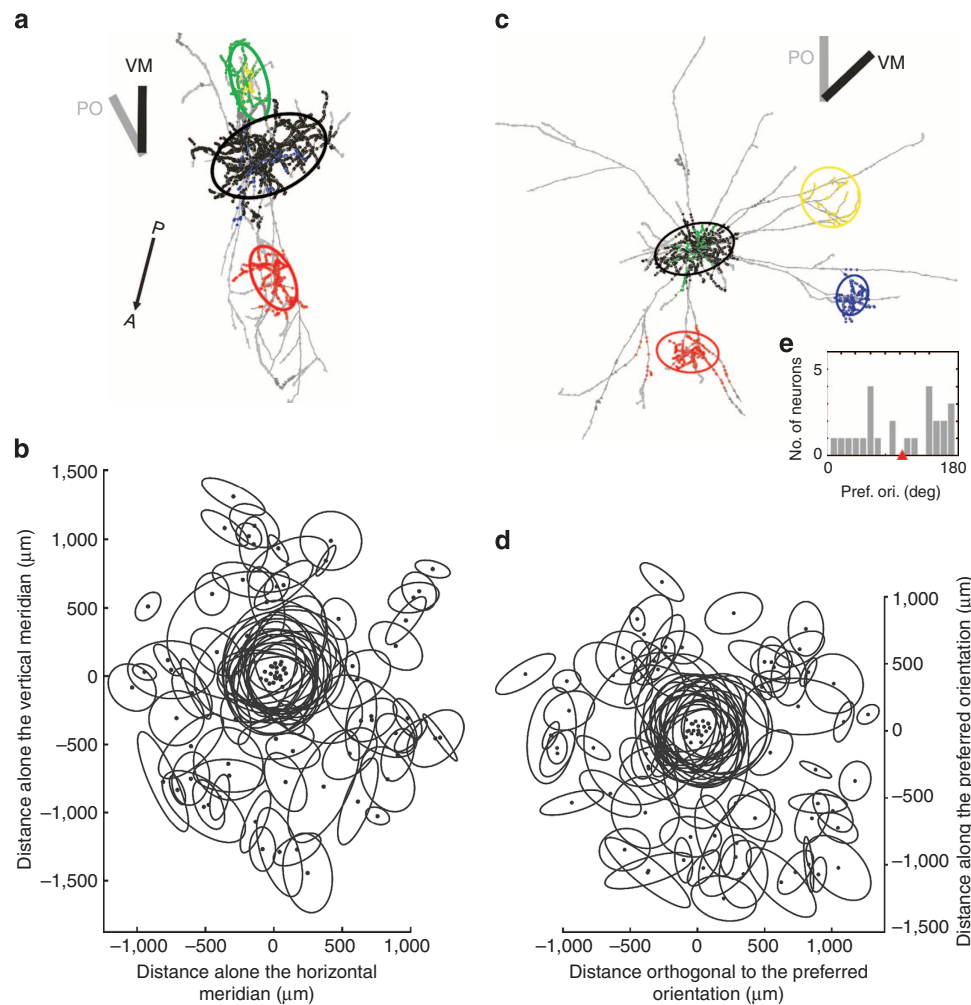 a
VM
PO
P
A
c
PO
VM
e
No. of neurons
5
0
0
180
Pref. ori. (deg)
b
Distance alone the vertical meridian (μm)
1,500
1,000
500
0
−500
−1,000
−1,500
−1,000
−500
0
500
1,000
Distance alone the horizontal
meridian (μm)
d
1,000
500
0
−500
−1,000
−1,500
Distance along the preferred orientation (μm)
−1,000
−500
0
500
1,000
Distance orthogonal to the preferred
orientation (μm)